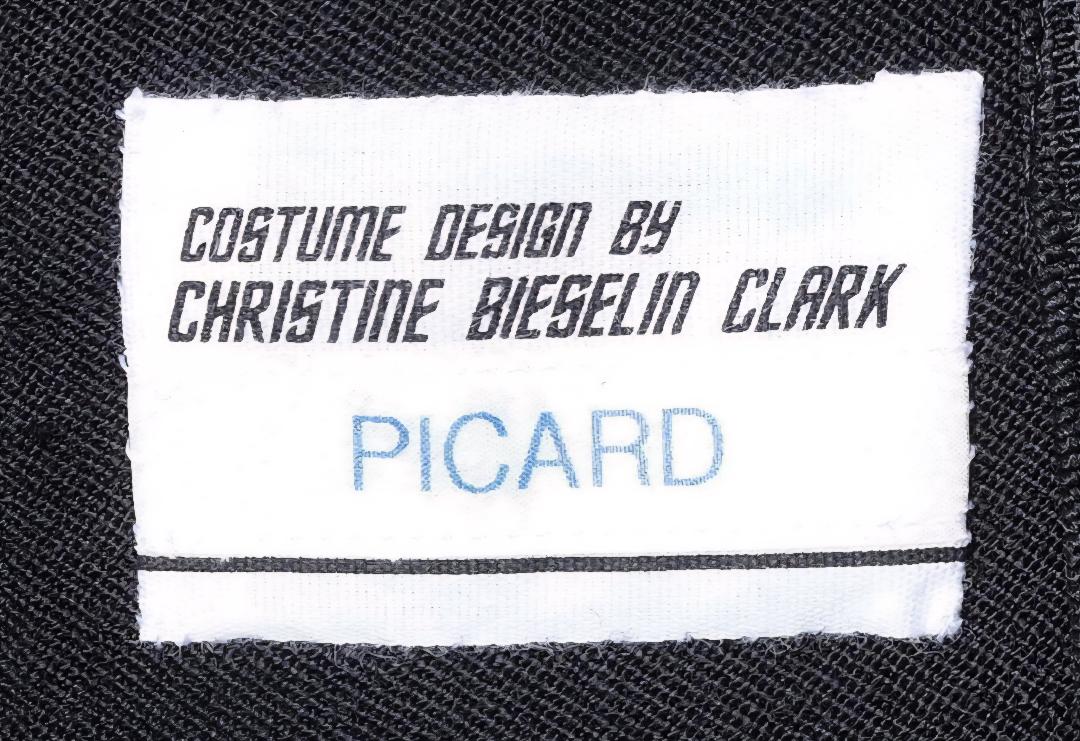 COSTUME DESIGN BY
CHRISTINE BIESELIN CLARK
PICARD